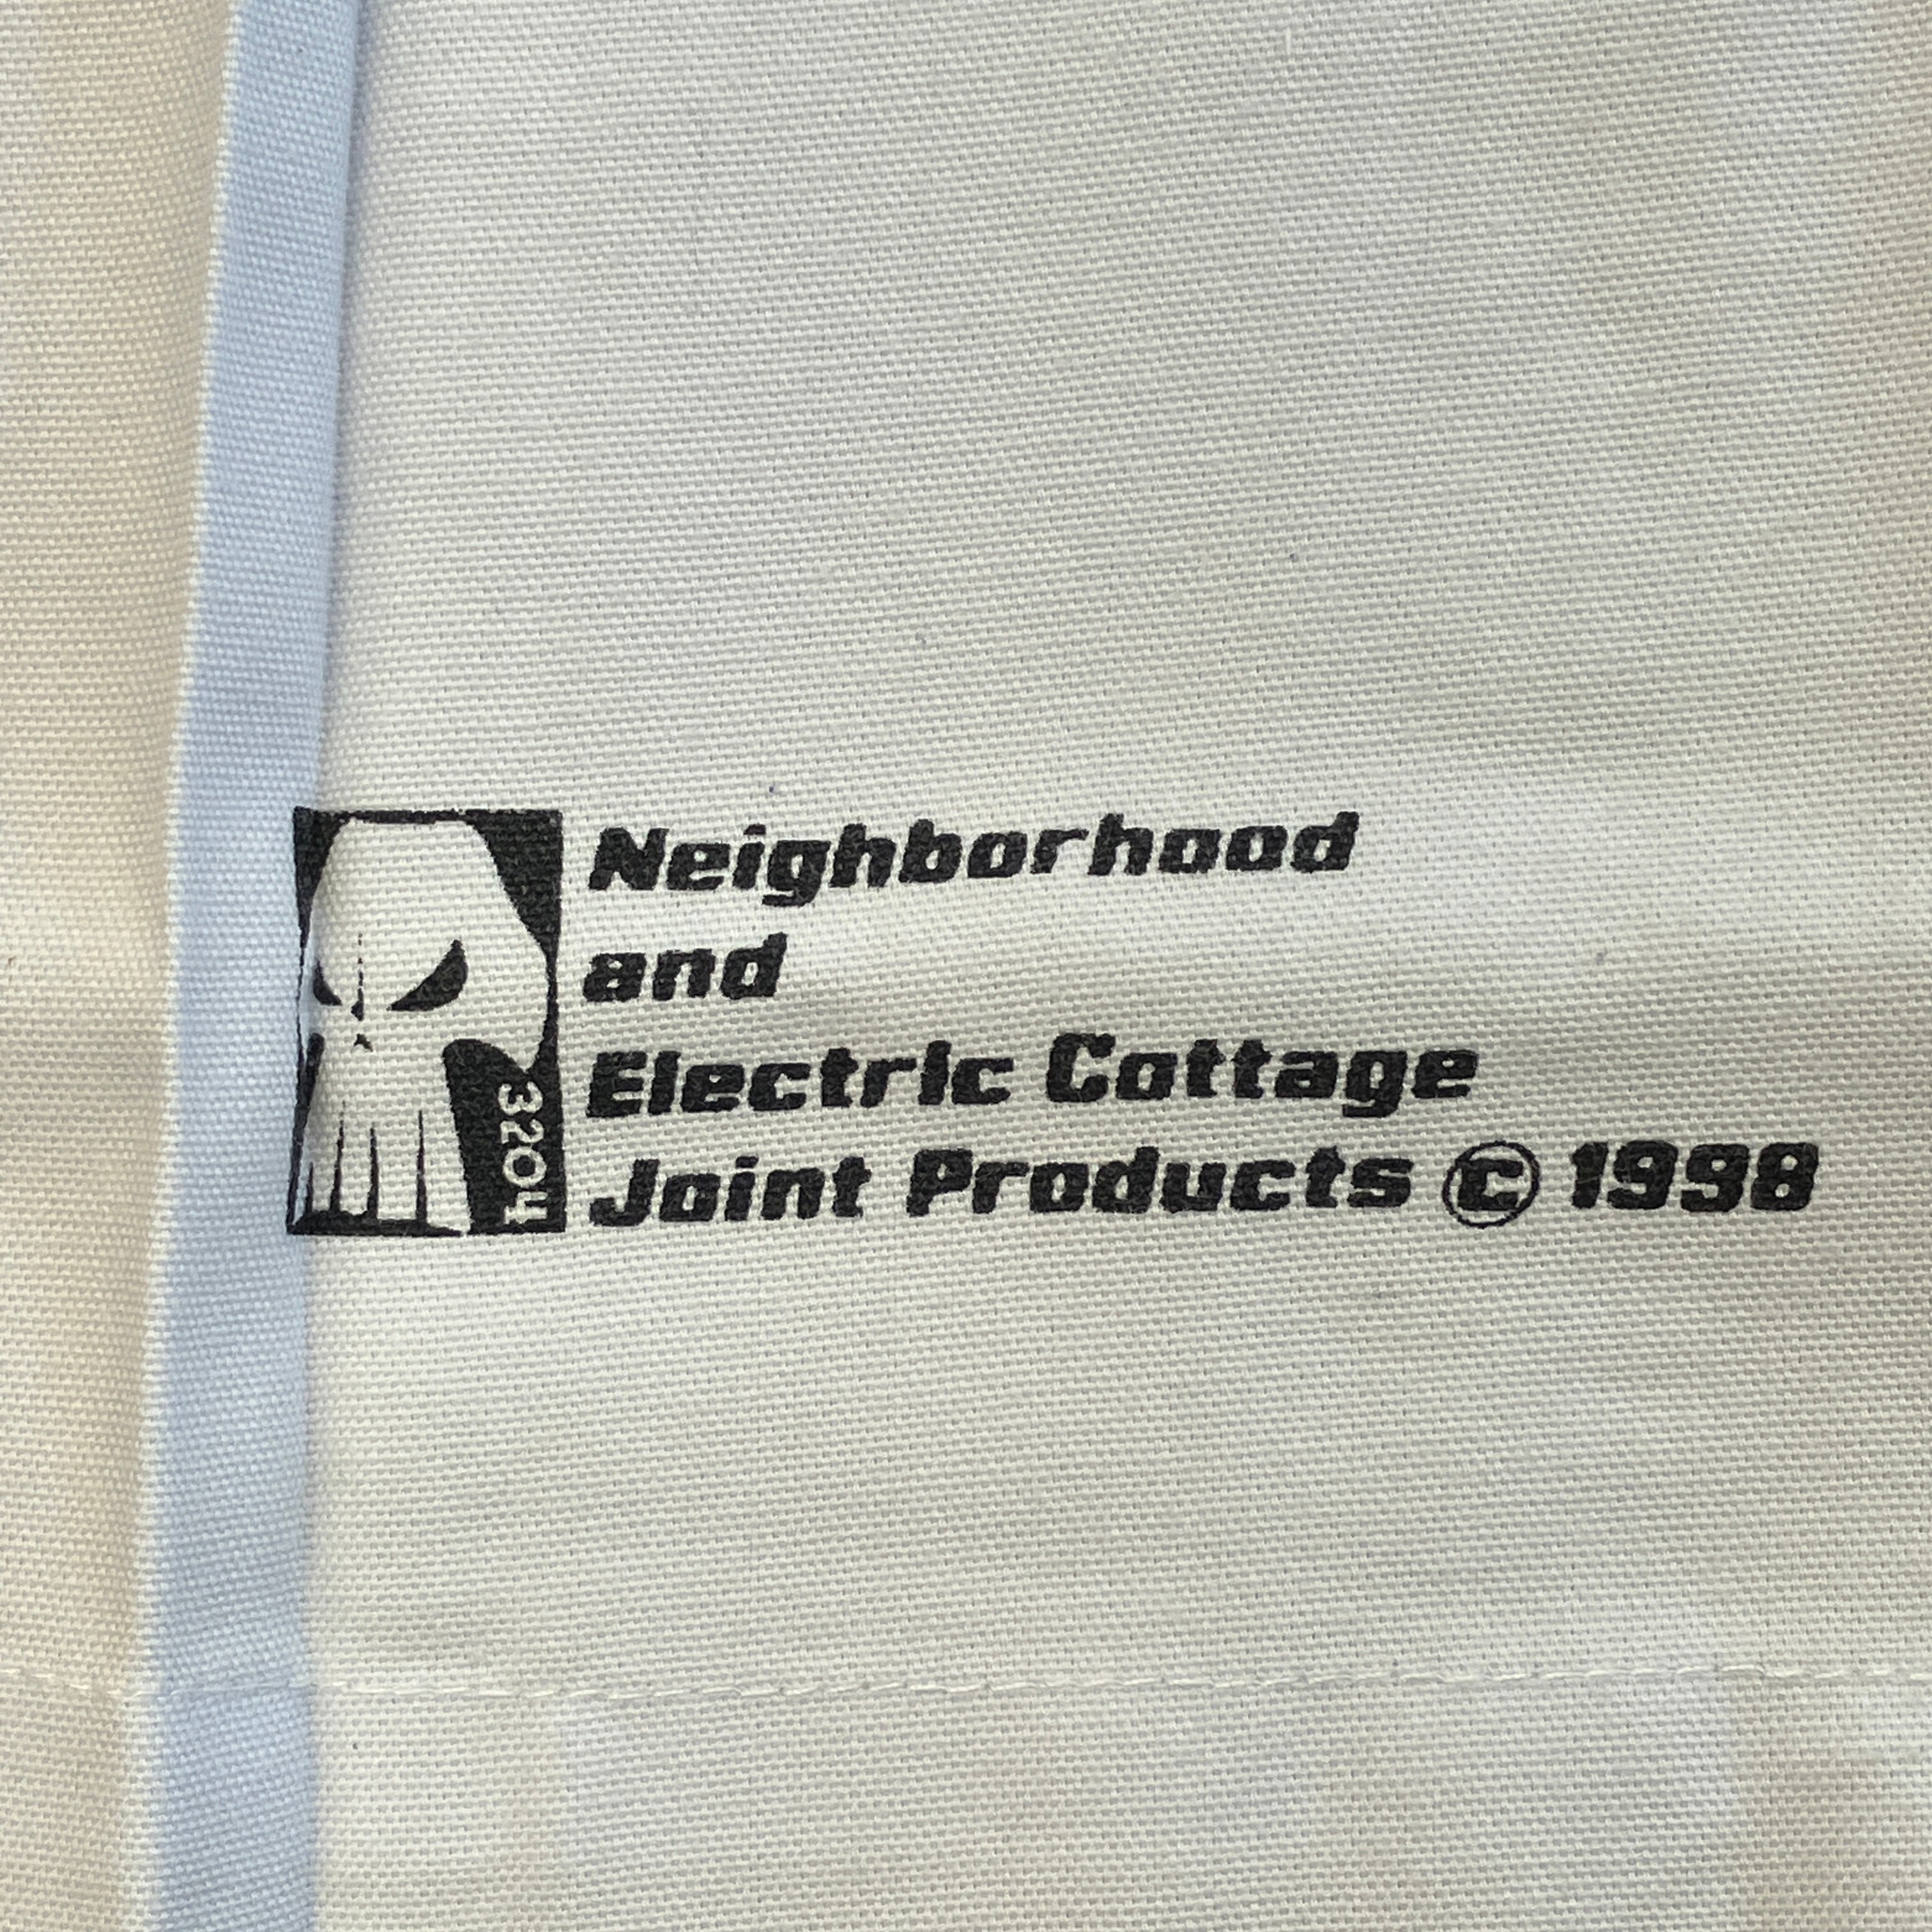 Neighborhood
and
Electric Cottage
Joint Products © 1998
3204